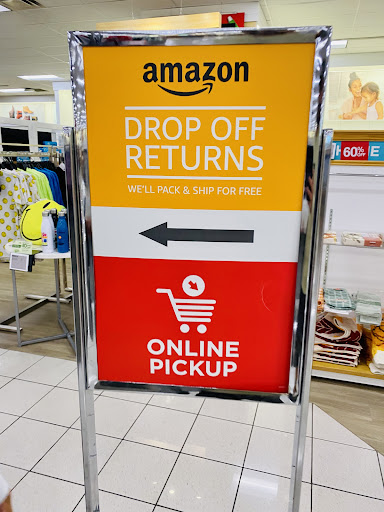 amazon
DROP OFF
RETURNS
WE'LL PACK & SHIP FOR FREE
ONLINE
PICKUP
60%